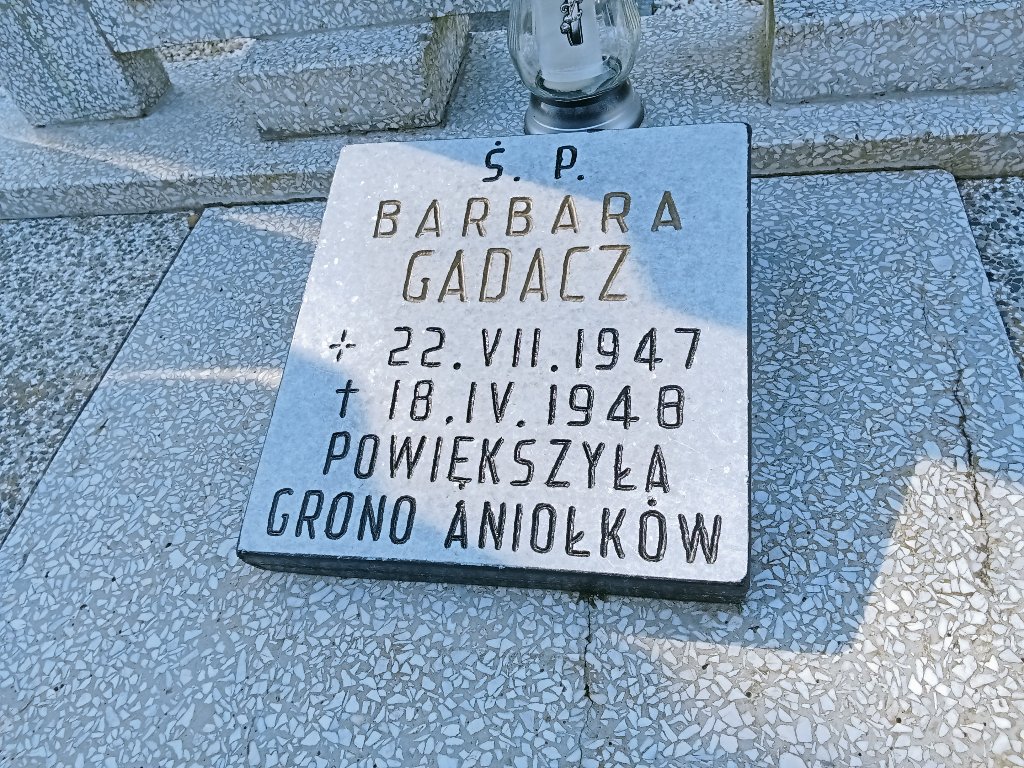 Ś. P.
BARBARA
GADACZ
22. VII. 1947
† 18. IV. 1948
POWIĘKSZYŁA
GRONO ANIOŁKÓW